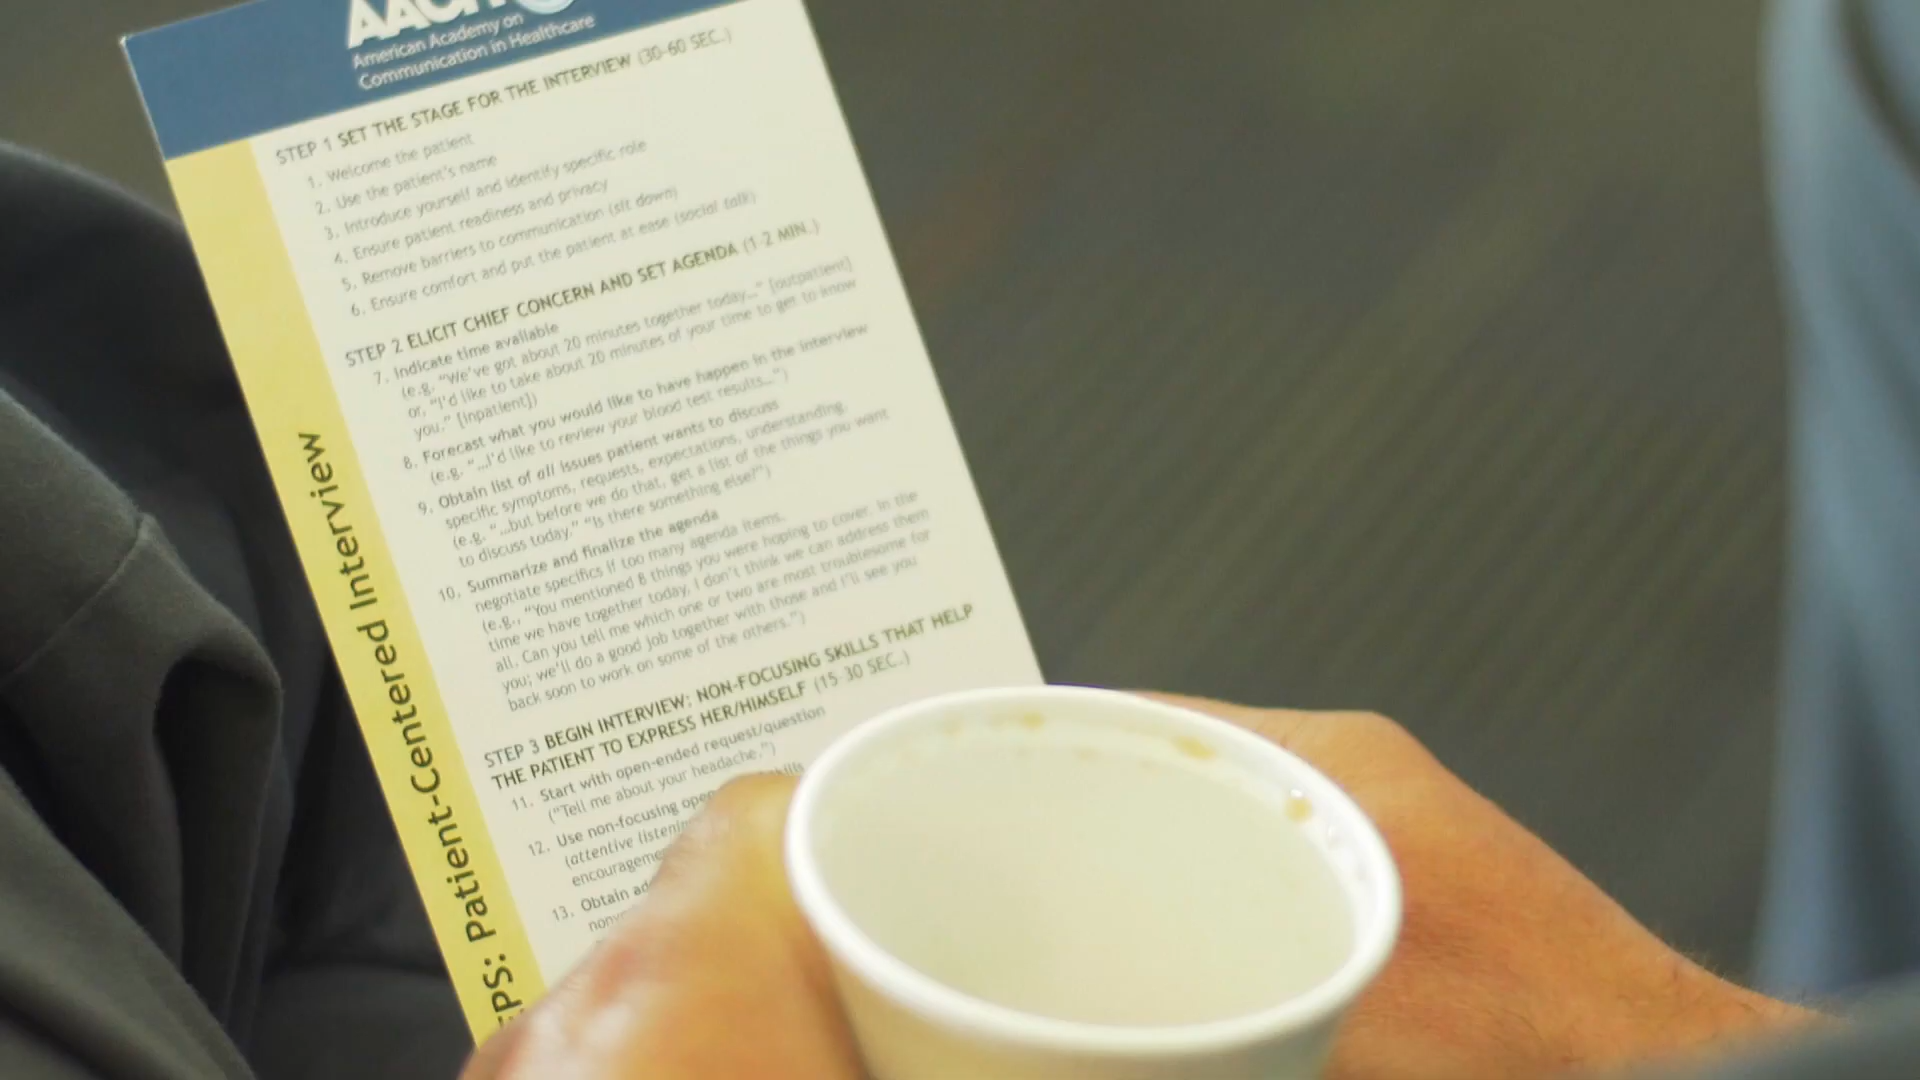 American Academy on
Communication in Healthcare
STEP 1 SET THE STAGE FOR THE INTERVIEW (30-60 SEC.)
1. Welcome the patient
2. Use the patient's name
3. Introduce yourself and identify specific role
4. Ensure patient readiness and privacy
5. Remove barriers to communication (sit down)
6. Ensure comfort and put the patient at ease (social talk)
STEP 2 ELICIT CHIEF CONCERN AND SET AGENDA (1-2 MIN.)
7. Indicate time available
(e.g. "We've got about 20 minutes together today..." [outpatient]
or, "I'd like to take about 20 minutes of your time to get to know
you." [inpatient])
8. Forecast what you would like to have happen in the interview
(e.g. "...I'd like to review your blood test results...")
9. Obtain list of all issues patient wants to discuss
specific symptoms, requests, expectations, understanding.
(e.g. "...but before we do that, get a list of the things you want
to discuss today." "Is there something else?")
10. Summarize and finalize the agenda
negotiate specifics if too many agenda items.
(e.g., "You mentioned 8 things you were hoping to cover. In the
time we have together today, I don't think we can address them
all. Can you tell me which one or two are most troublesome for
you; we'll do a good job together with those and I'll see you
back soon to work on some of the others.")
STEP 3 BEGIN INTERVIEW: NON-FOCUSING SKILLS THAT HELP
THE PATIENT TO EXPRESS HER/HIMSELF (15-30 SEC.)
11. Start with open-ended request/question
("Tell me about your headache.")
12. Use non-focusing
(attentive
13. Obtain
Patient-Centered Interview